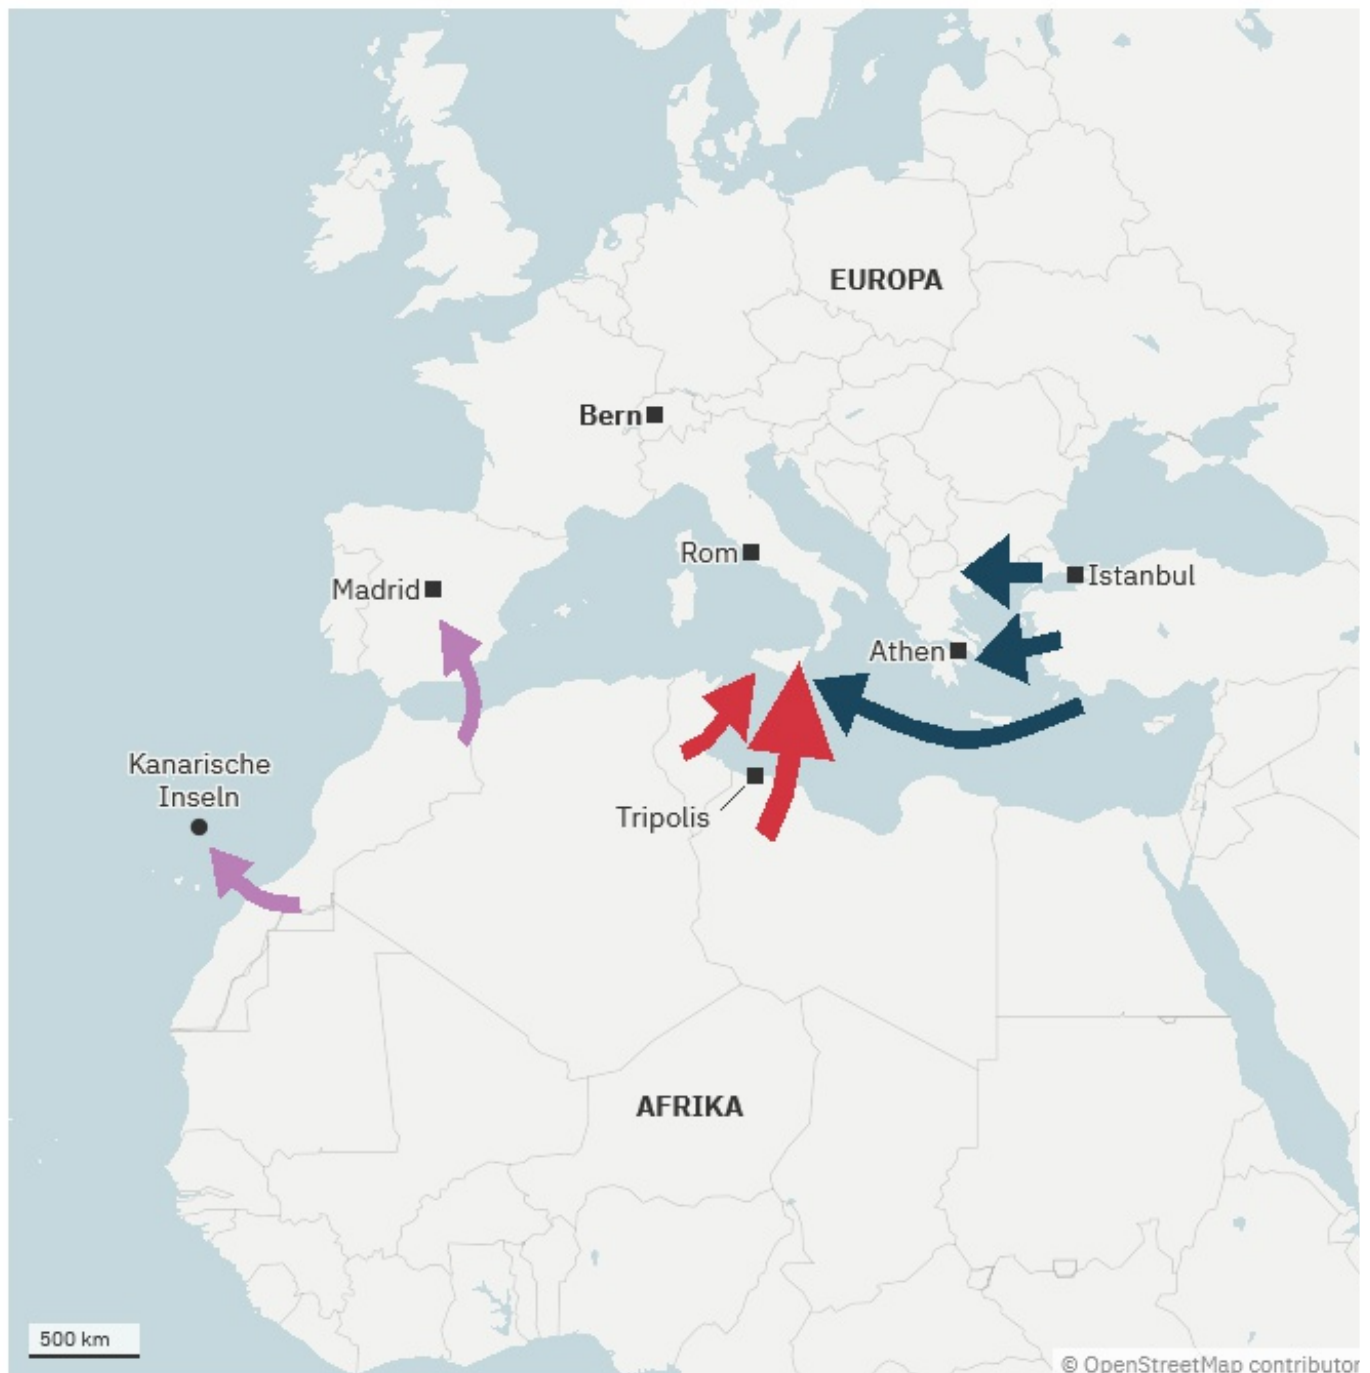 EUROPA
Bern
Rom
Madrid
Istanbul
Athen
Kanarische
Inseln
Tripolis
AFRIKA
500 km
© OpenStreetMap contributor